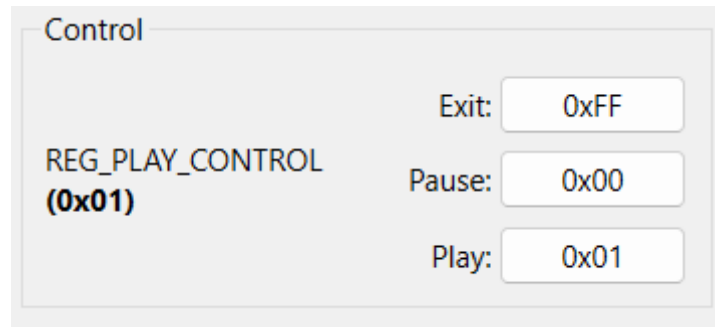 Control
Exit: 0xFF
REG_PLAY_CONTROL
(0x01)
Pause: 0x00
Play: 0x01